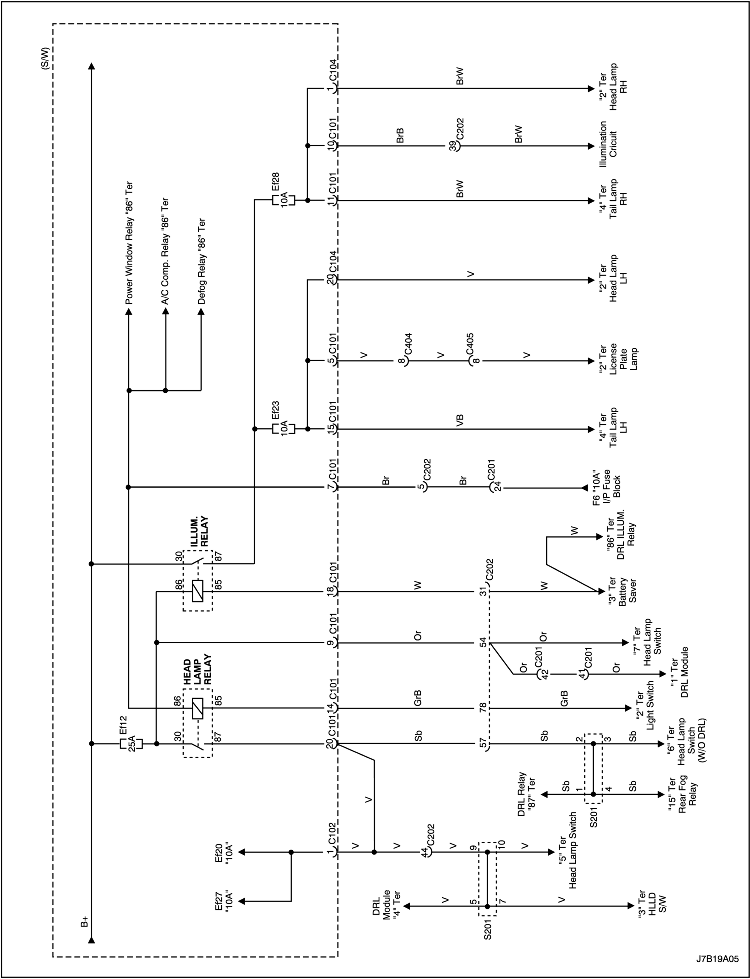 (S/W)
B+
Power Window Relay "86" Ter
A/C Comp. Relay "86" Ter
Defog Relay "86" Ter
Ef28
10A
Ef23
10A
ILLUM.
RELAY
30
87
86
85
HEAD
LAMP
RELAY
86
85
30
87
Ef12
25A
Ef20
"10A"
Ef27
"10A"
1
C104
BrW
"2" Ter
Head Lamp
RH
10
C101
BrB
39
C202
BrW
Illumination
Cricuit
11
C101
BrW
"4" Ter
Tail Lamp
RH
20
C104
V
"2" Ter
Head Lamp
LH
5
C101
V
8
C404
V
8
C405
V
"2" Ter
License
Plate
Lamp
15
C101
VB
"4" Ter
Tail Lamp
LH
7
C101
Br
5
C202
Br
24
C201
F6 "10A"
I/P Fuse
Block
18
C101
W
31
C202
W
W
"86" Ter
DRL ILLUM.
Relay
"3" Ter
Battery
Saver
9
C101
Or
54
Or
"7" Ter
Head Lamp
Switch
Or
42
C201
41
C201
Or
"1" Ter
DRL Module
14
C101
GrB
78
GrB
"2" Ter
Light Switch
20
C101
Sb
57
Sb
2
3
Sb
"6" Ter
Head Lamp
Switch
(W/O DRL)
DRL Relay
"87" Ter
Sb
1
4
Sb
S201
"15" Ter
Rear Fog
Relay
V
1
C102
V
V
44
C202
V
9
10
V
"5" Ter
Head Lamp Switch
DRL
Module
"4" Ter
V
5
7
V
S201
"3" Ter
HLLD
S/W
J7B19A05